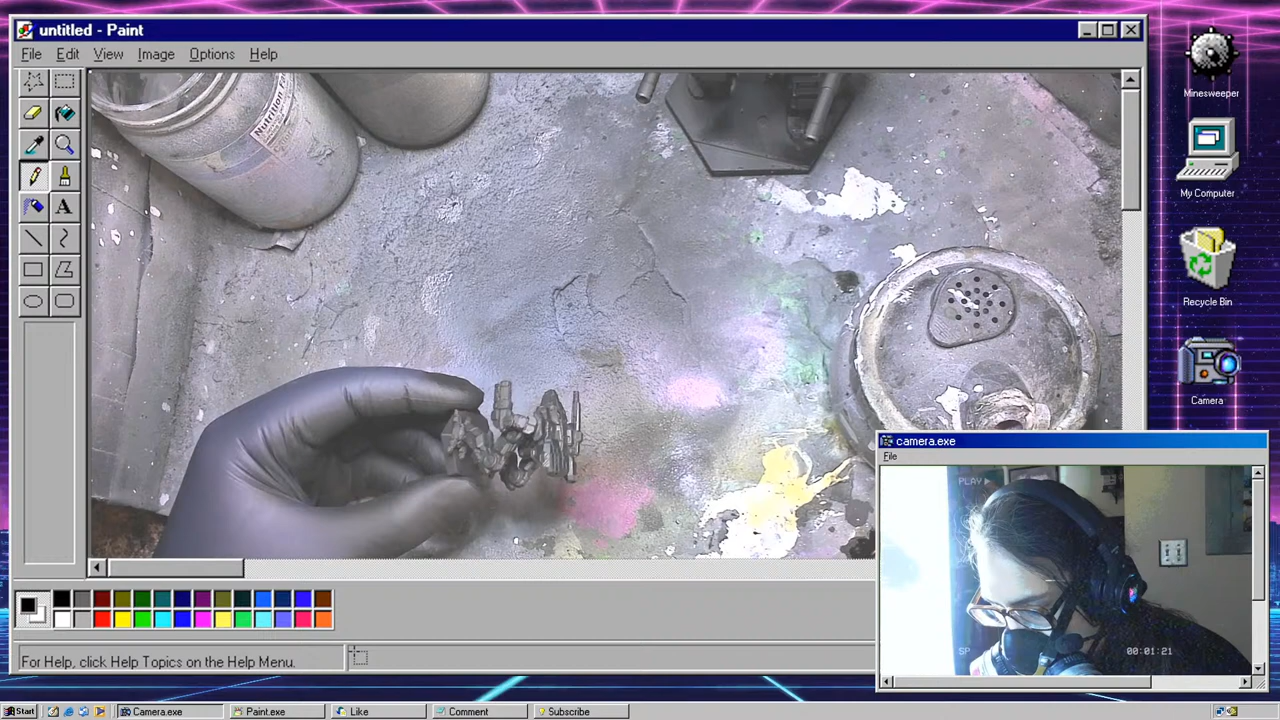 untitled - Paint
File Edit View Image Options Help
Nutrition
Minesweeper
My Computer
Recycle Bin
Camera
camera.exe
File
PLAY
SP
00:01:21
For Help, click Help Topics on the Help Menu.
Start
Camera.exe
Paint.exe
Like
Comment
Subscribe